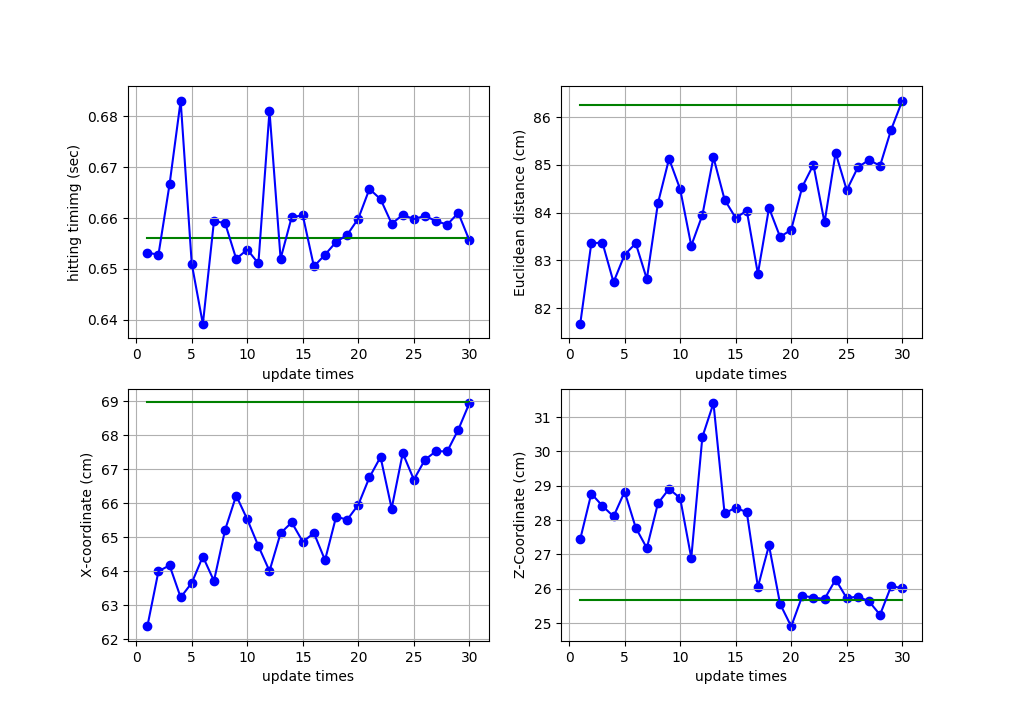 hitting timimg (sec)
0.68
0.67
0.66
0.65
0.64
0 5 10 15 20 25 30
update times
Euclidean distance (cm)
86
85
84
83
82
0 5 10 15 20 25 30
update times
X-coordinate (cm)
69
68
67
66
65
64
63
62
0 5 10 15 20 25 30
update times
Z-Coordinate (cm)
31
30
29
28
27
26
25
0 5 10 15 20 25 30
update times